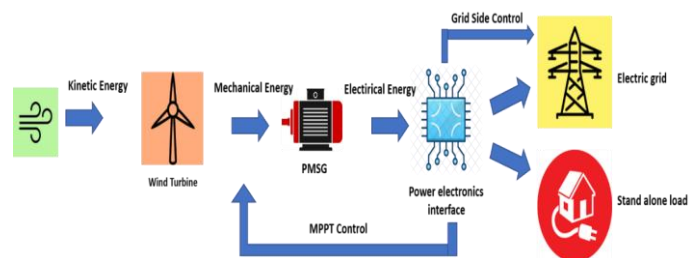 Grid Side Control
Kinetic Energy
Mechanical Energy
Electrical Energy
Electric grid
Wind Turbine
PMSG
Power electronics
interface
Stand alone load
MPPT Control